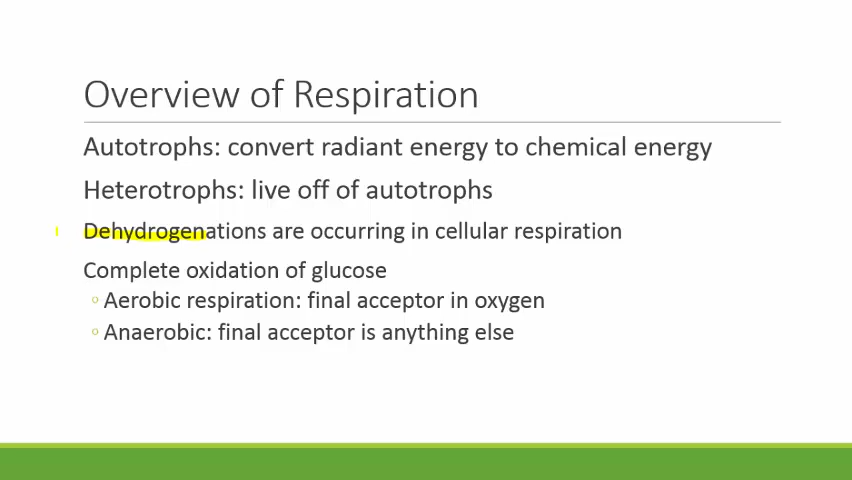 Overview of Respiration
Autotrophs: convert radiant energy to chemical energy
Heterotrophs: live off of autotrophs
Dehydrogenations are occurring in cellular respiration
Complete oxidation of glucose
◦ Aerobic respiration: final acceptor in oxygen
◦ Anaerobic: final acceptor is anything else